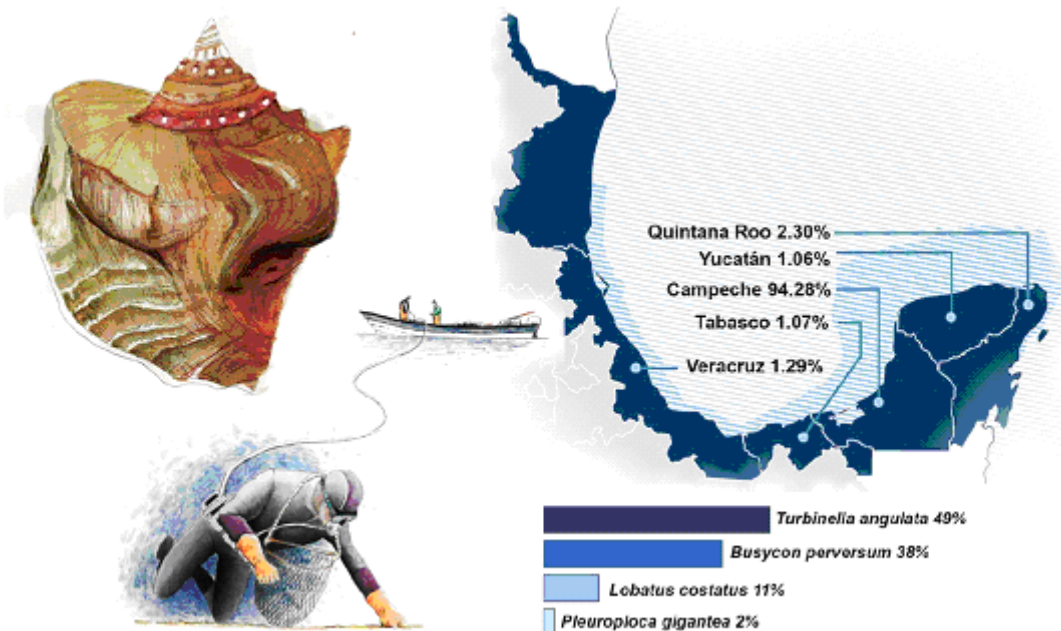 Quintana Roo 2.30%
Yucatán 1.06%
Campeche 94.28%
Tabasco 1.07%
Veracruz 1.29%
Turbinella angulata 49%
Busycon perversum 38%
Lobatus costatus 11%
Pleuroploca gigantea 2%